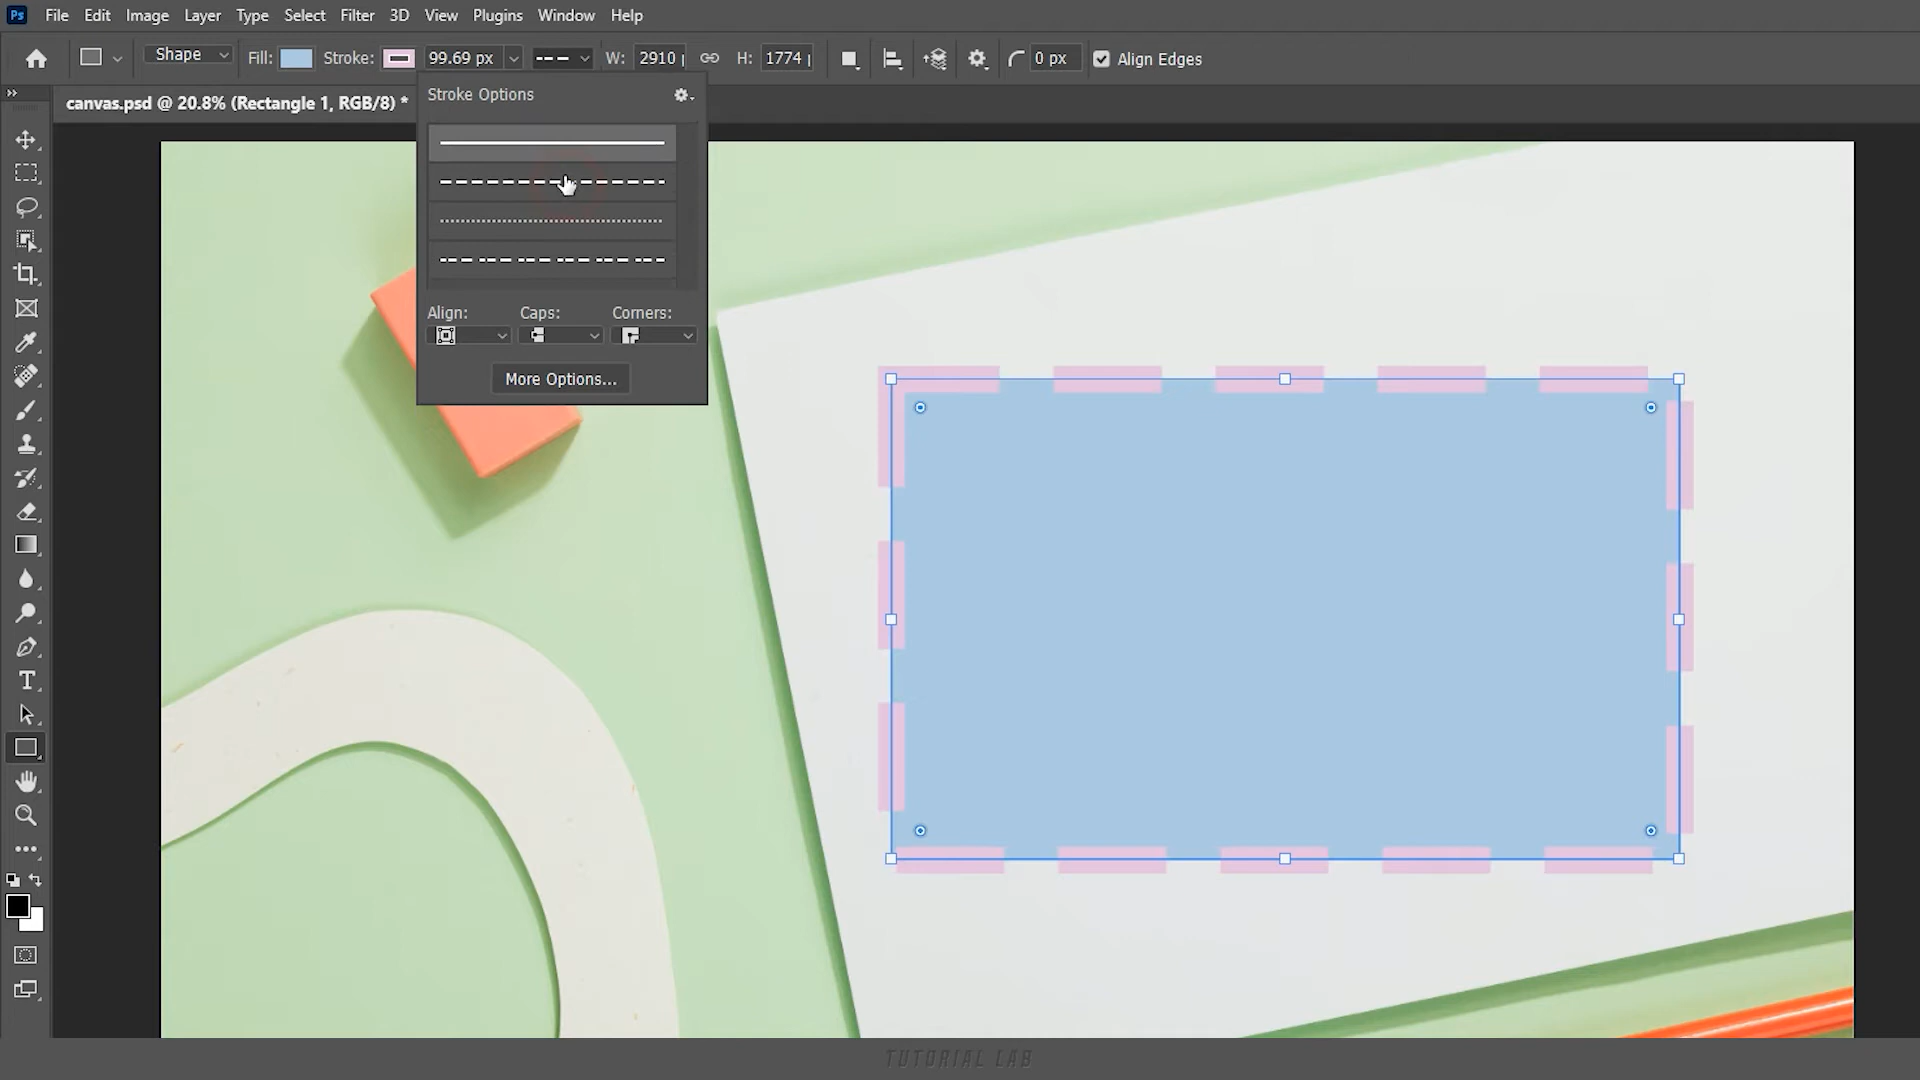 Ps File Edit Image Layer Type Select Filter 3D View Plugins Window Help
Shape Fill: Stroke: 99.69 px W: 2910 H: 1774 0 px Align Edges
canvas.psd @ 20.8% (Rectangle 1, RGB/8) *
Stroke Options
Align: Caps: Corners:
More Options...
T
TUTORIAL LAB